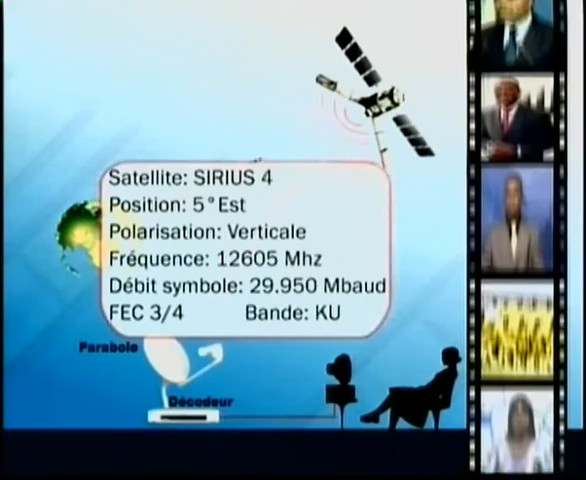 Satellite: SIRIUS 4
Position: 5°Est
Polarisation: Verticale
Fréquence: 12605 Mhz
Débit symbole: 29.950 Mbaud
FEC 3/4 Bande: KU
Parabole
Décodeur